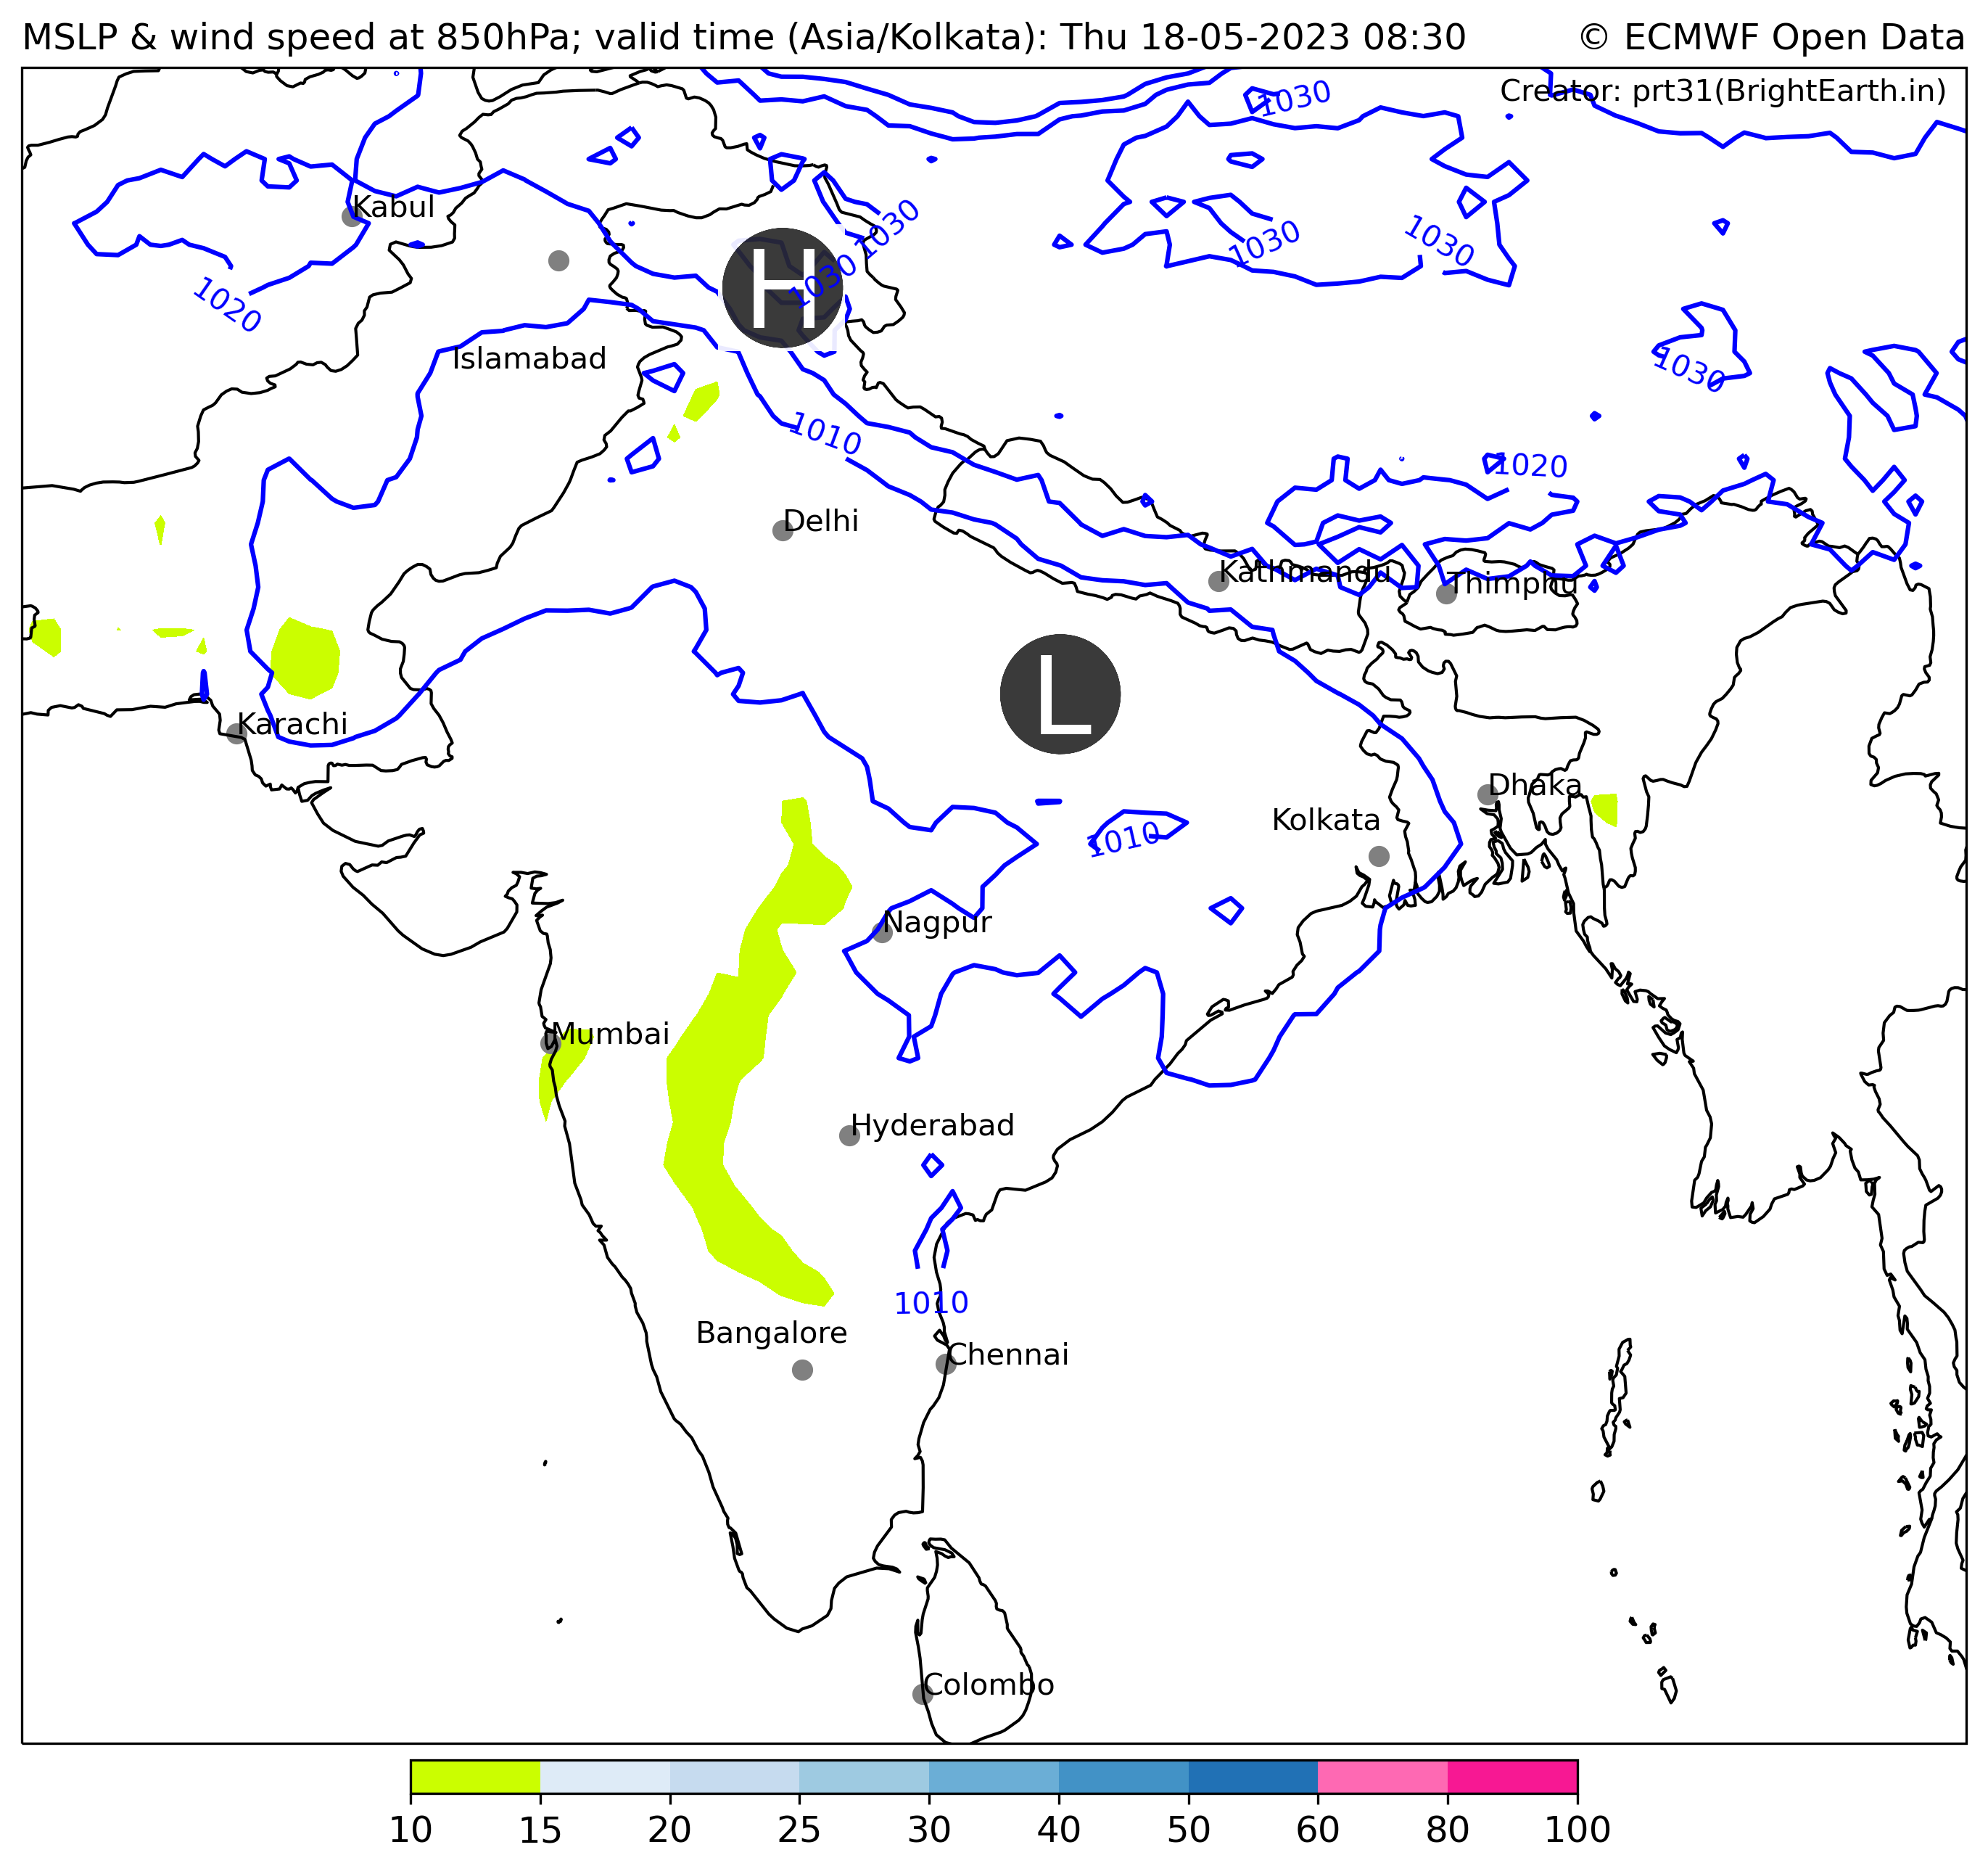 MSLP & wind speed at 850hPa; valid time (Asia/Kolkata): Thu 18-05-2023 08:30 © ECMWF Open Data
Creator: prt31(BrightEarth.in)
1030
Kabul
1030
1030
1030
H
1030
1020
Islamabad
1030
1010
1020
Delhi
Kathmandu
Thimphu
L
Karachi
Dhaka
Kolkata
1010
Nagpur
Mumbai
Hyderabad
1010
Bangalore
Chennai
Colombo
10 15 20 25 30 40 50 60 80 100